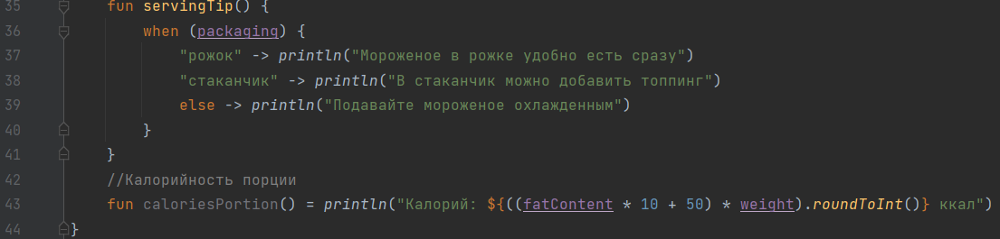 35 fun servingTip() {
36 when (packaging) {
37 "рожок" -> println("Мороженое в рожке удобно есть сразу")
38 "стаканчик" -> println("В стаканчик можно добавить топпинг")
39 else -> println("Подавайте мороженое охлажденным")
40 }
41 }
42 //Калорийность порции
43 fun caloriesPortion() = println("Калорий: ${((fatContent * 10 + 50) * weight).roundToInt()} ккал")
44 }